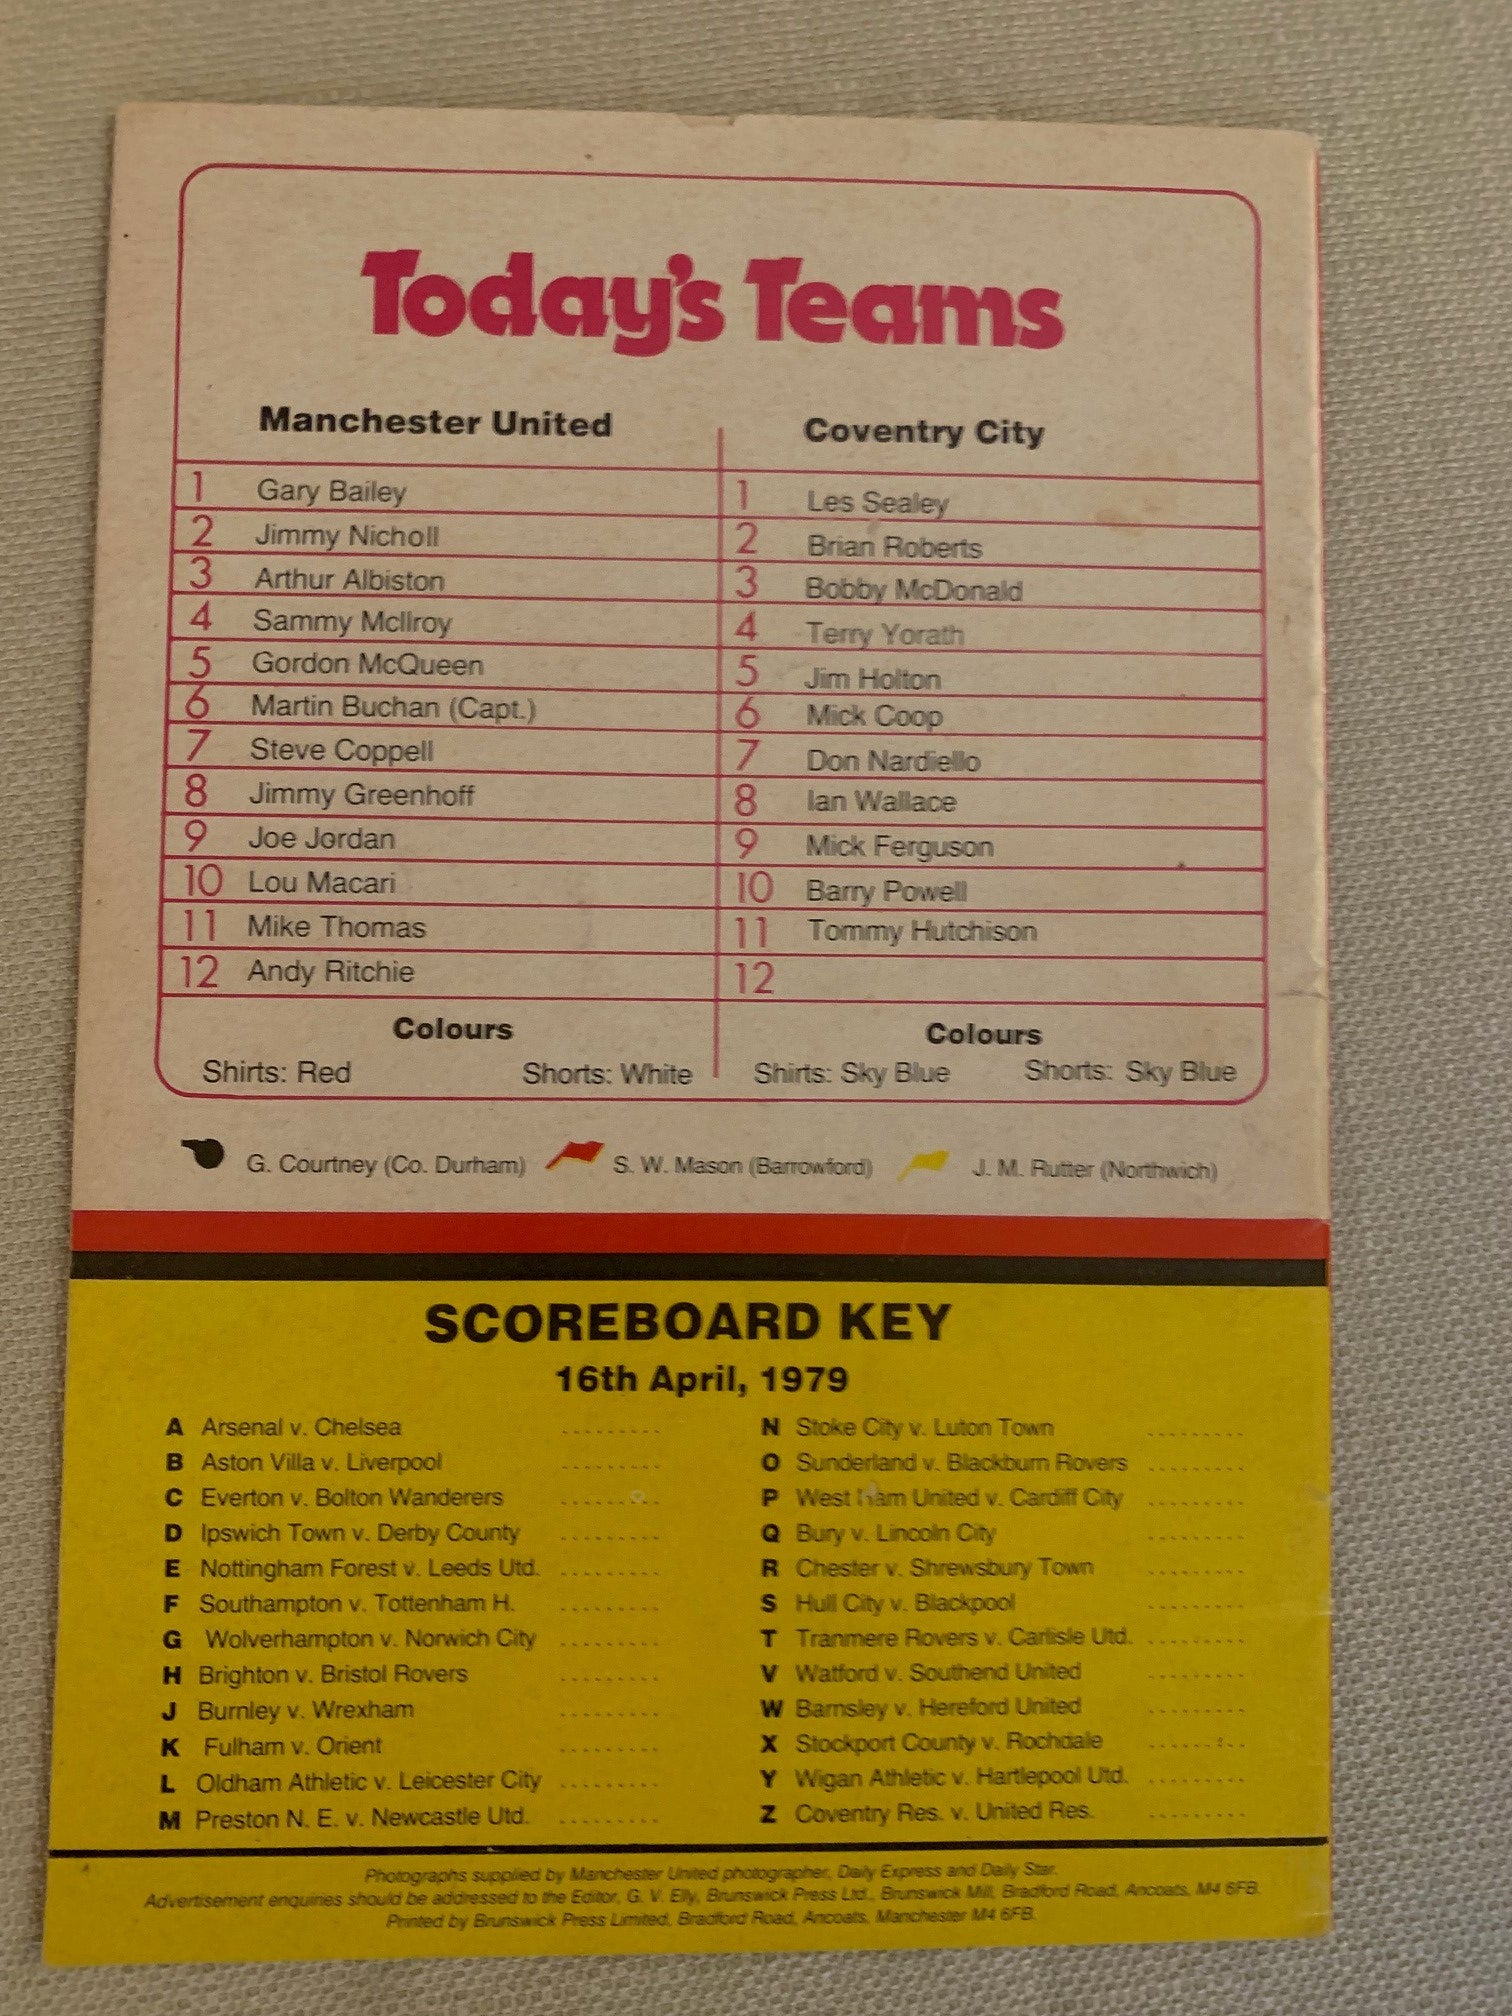 Today's Teams
Manchester United Coventry City
1 Gary Bailey 1 Les Sealey
2 Jimmy Nicholl 2 Brian Roberts
3 Arthur Albiston 3 Bobby McDonald
4 Sammy McIlroy 4 Terry Yorath
5 Gordon McQueen 5 Jim Holton
6 Martin Buchan (Capt.) 6 Mick Coop
7 Steve Coppell 7 Don Nardiello
8 Jimmy Greenhoff 8 Ian Wallace
9 Joe Jordan 9 Mick Ferguson
10 Lou Macari 10 Barry Powell
11 Mike Thomas 11 Tommy Hutchison
12 Andy Ritchie 12
Colours Colours
Shirts: Red Shorts: White Shirts: Sky Blue Shorts: Sky Blue
G. Courtney (Co. Durham) S. W. Mason (Barrowford) J. M. Rutter (Northwich)
SCOREBOARD KEY
16th April, 1979
A Arsenal v. Chelsea .......... N Stoke City v. Luton Town ..........
B Aston Villa v. Liverpool .......... O Sunderland v. Blackburn Rovers ..........
C Everton v. Bolton Wanderers .......... P West Ham United v. Cardiff City ..........
D Ipswich Town v. Derby County .......... Q Bury v. Lincoln City ..........
E Nottingham Forest v. Leeds Utd. .......... R Chester v. Shrewsbury Town ..........
F Southampton v. Tottenham H. .......... S Hull City v. Blackpool ..........
G Wolverhampton v. Norwich City .......... T Tranmere Rovers v. Carlisle Utd. ..........
H Brighton v. Bristol Rovers .......... V Watford v. Southend United ..........
J Burnley v. Wrexham .......... W Barnsley v. Hereford United ..........
K Fulham v. Orient .......... X Stockport County v. Rochdale ..........
L Oldham Athletic v. Leicester City .......... Y Wigan Athletic v. Hartlepool Utd. ..........
M Preston N. E. v. Newcastle Utd. .......... Z Coventry Res. v. United Res. ..........
Photographs supplied by Manchester United photographer, Daily Express and Daily Star.
Advertisement enquiries should be addressed to the Editor, G. V. Elly, Brunswick Press Ltd., Brunswick Mill, Bradford Road, Ancoats, M4 6FB.
Printed by Brunswick Press Limited, Bradford Road, Ancoats, Manchester M4 6FB.